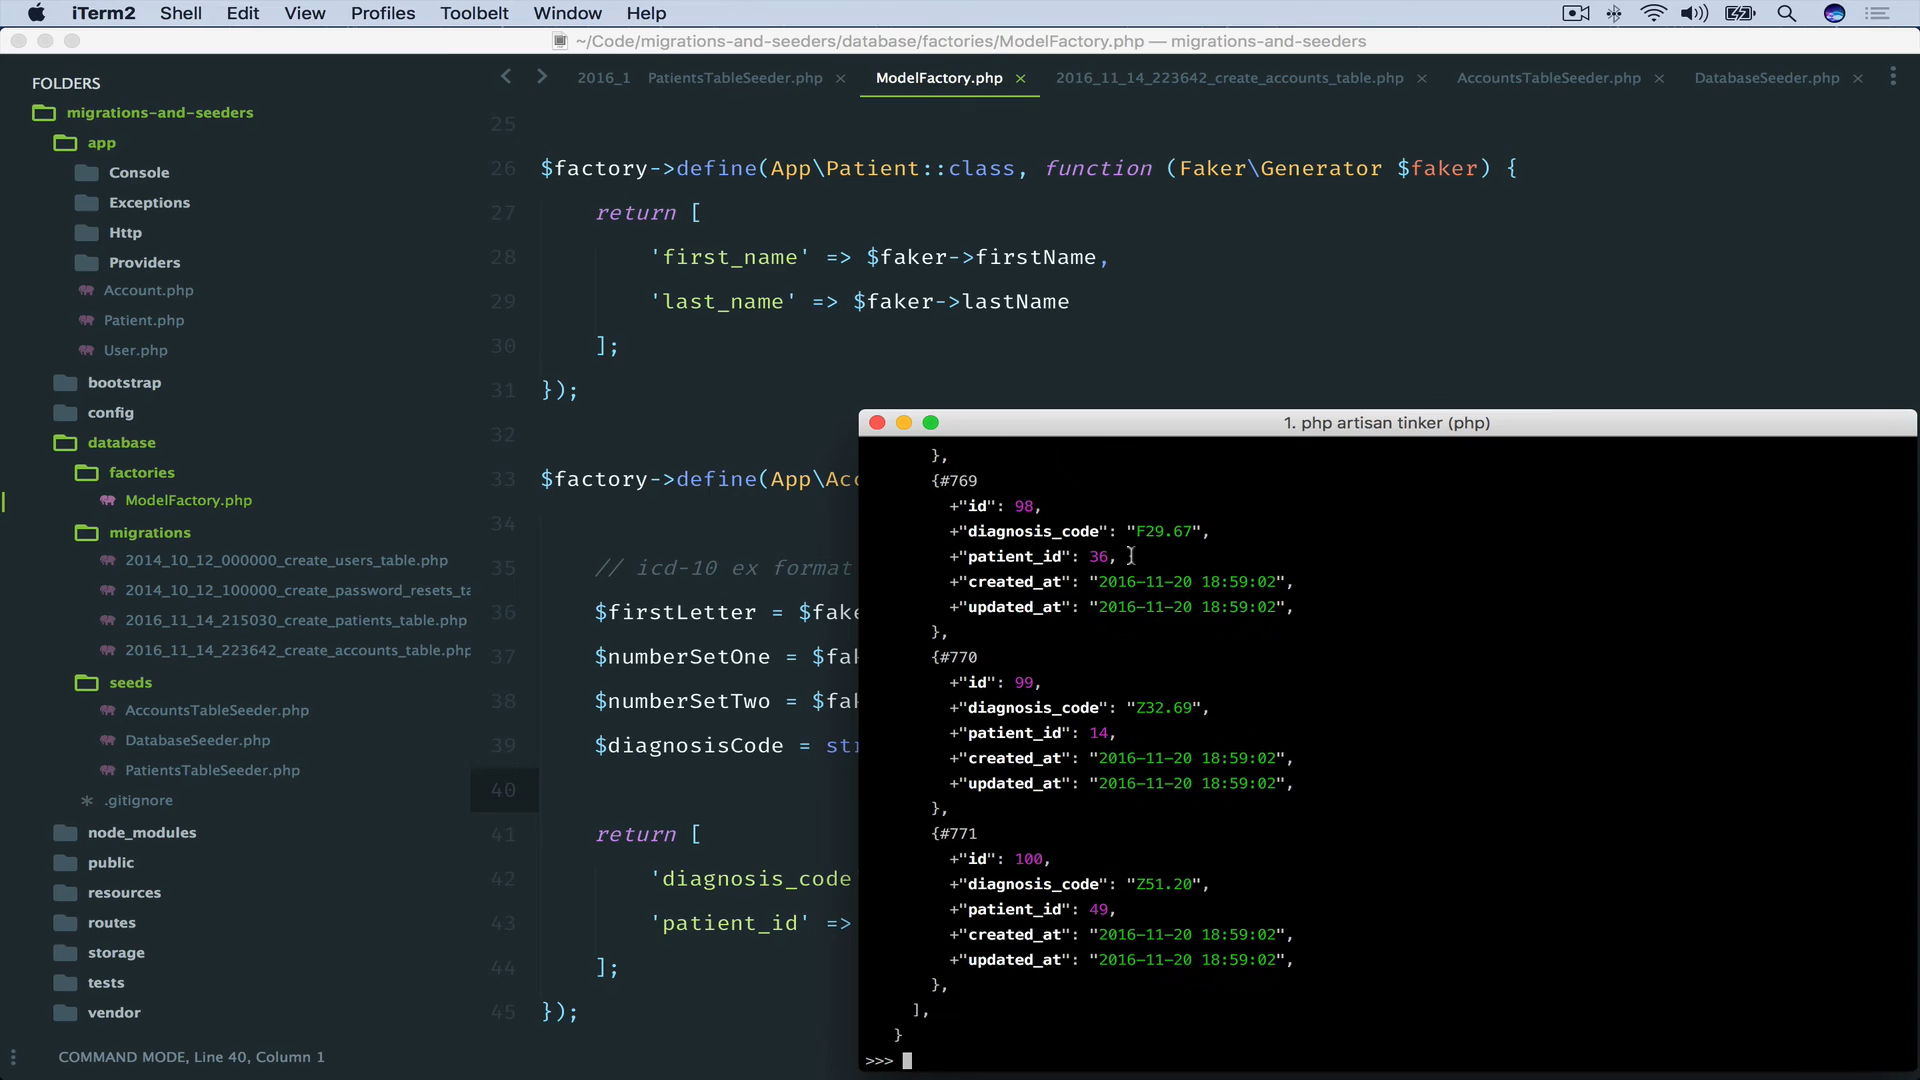 iTerm2 Shell Edit View Profiles Toolbelt Window Help
~/Code/migrations-and-seeders/database/factories/ModelFactory.php — migrations-and-seeders
FOLDERS
migrations-and-seeders
app
Console
Exceptions
Http
Providers
Account.php
Patient.php
User.php
bootstrap
config
database
factories
ModelFactory.php
migrations
2014_10_12_000000_create_users_table.php
2014_10_12_100000_create_password_resets_ta
2016_11_14_215030_create_patients_table.php
2016_11_14_223642_create_accounts_table.php
seeds
AccountsTableSeeder.php
DatabaseSeeder.php
PatientsTableSeeder.php
.gitignore
node_modules
public
resources
routes
storage
tests
vendor
COMMAND MODE, Line 40, Column 1
2016_1 PatientsTableSeeder.php × ModelFactory.php × 2016_11_14_223642_create_accounts_table.php × AccountsTableSeeder.php × DatabaseSeeder.php ×
25
26 $factory->define(App\Patient::class, function (Faker\Generator $faker) {
27 return [
28 'first_name' => $faker->firstName,
29 'last_name' => $faker->lastName
30 ];
31 });
32
33 $factory->define(App\Acc
34
35 // icd-10 ex format
36 $firstLetter = $fake
37 $numberSetOne = $fak
38 $numberSetTwo = $fak
39 $diagnosisCode = str
40
41 return [
42 'diagnosis_code
43 'patient_id' =>
44 ];
45 });
1. php artisan tinker (php)
},
{#769
+"id": 98,
+"diagnosis_code": "F29.67",
+"patient_id": 36,
+"created_at": "2016-11-20 18:59:02",
+"updated_at": "2016-11-20 18:59:02",
},
{#770
+"id": 99,
+"diagnosis_code": "Z32.69",
+"patient_id": 14,
+"created_at": "2016-11-20 18:59:02",
+"updated_at": "2016-11-20 18:59:02",
},
{#771
+"id": 100,
+"diagnosis_code": "Z51.20",
+"patient_id": 49,
+"created_at": "2016-11-20 18:59:02",
+"updated_at": "2016-11-20 18:59:02",
},
],
}
>>>